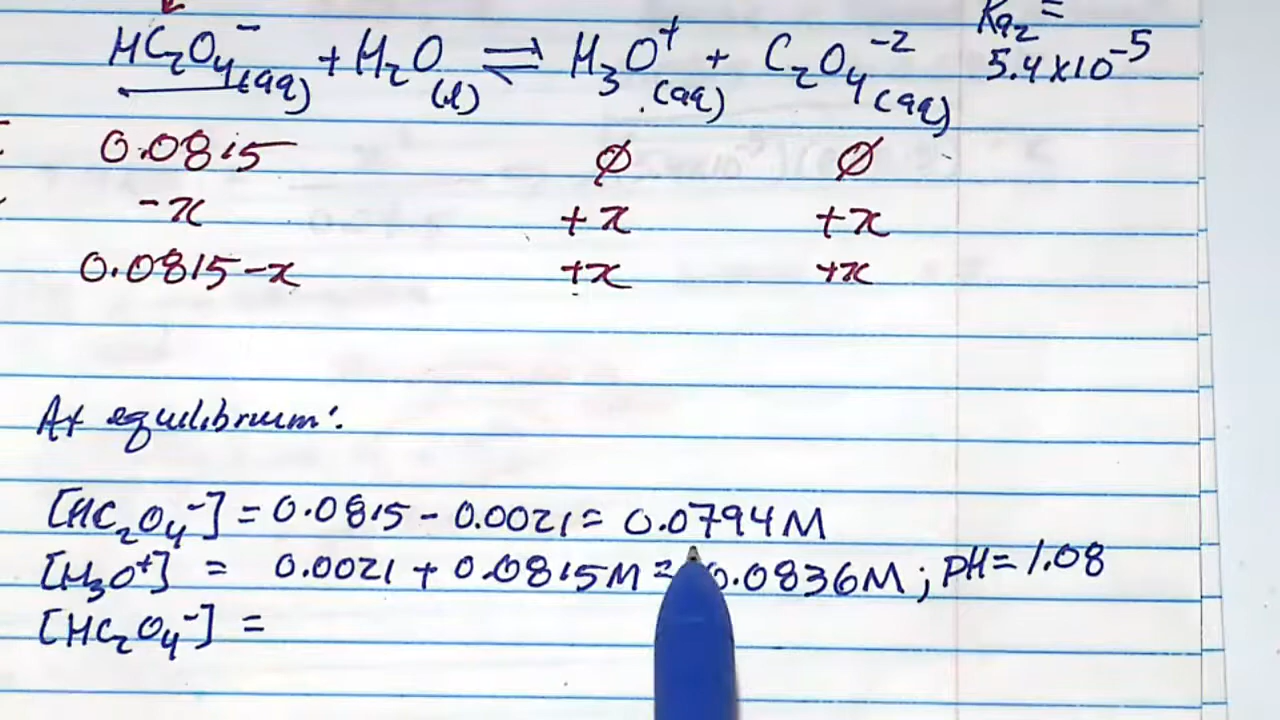 Ka₂ =
HC₂O₄⁻(aq) + H₂O(l) ⇌ H₃O⁺(aq) + C₂O₄⁻²(aq) 5.4x10⁻⁵
0.0815 ∅ ∅
-x +x +x
0.0815-x +x +x
At equilibrium:
[HC₂O₄⁻] = 0.0815 - 0.0021 = 0.0794M
[H₃O⁺] = 0.0021 + 0.0815M = 0.0836M; pH = 1.08
[HC₂O₄⁻] =